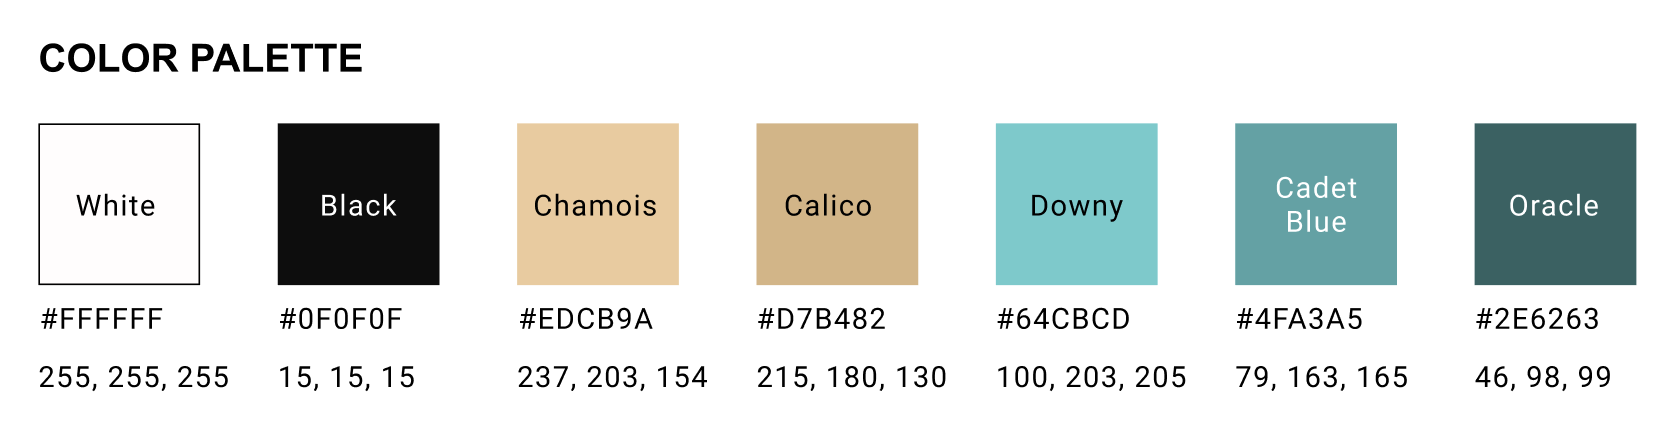 COLOR PALETTE
White
Black
Chamois
Calico
Downy
Cadet
Blue
Oracle
#FFFFFF
#0F0F0F
#EDCB9A
#D7B482
#64CBCD
#4FA3A5
#2E6263
255, 255, 255
15, 15, 15
237, 203, 154
215, 180, 130
100, 203, 205
79, 163, 165
46, 98, 99